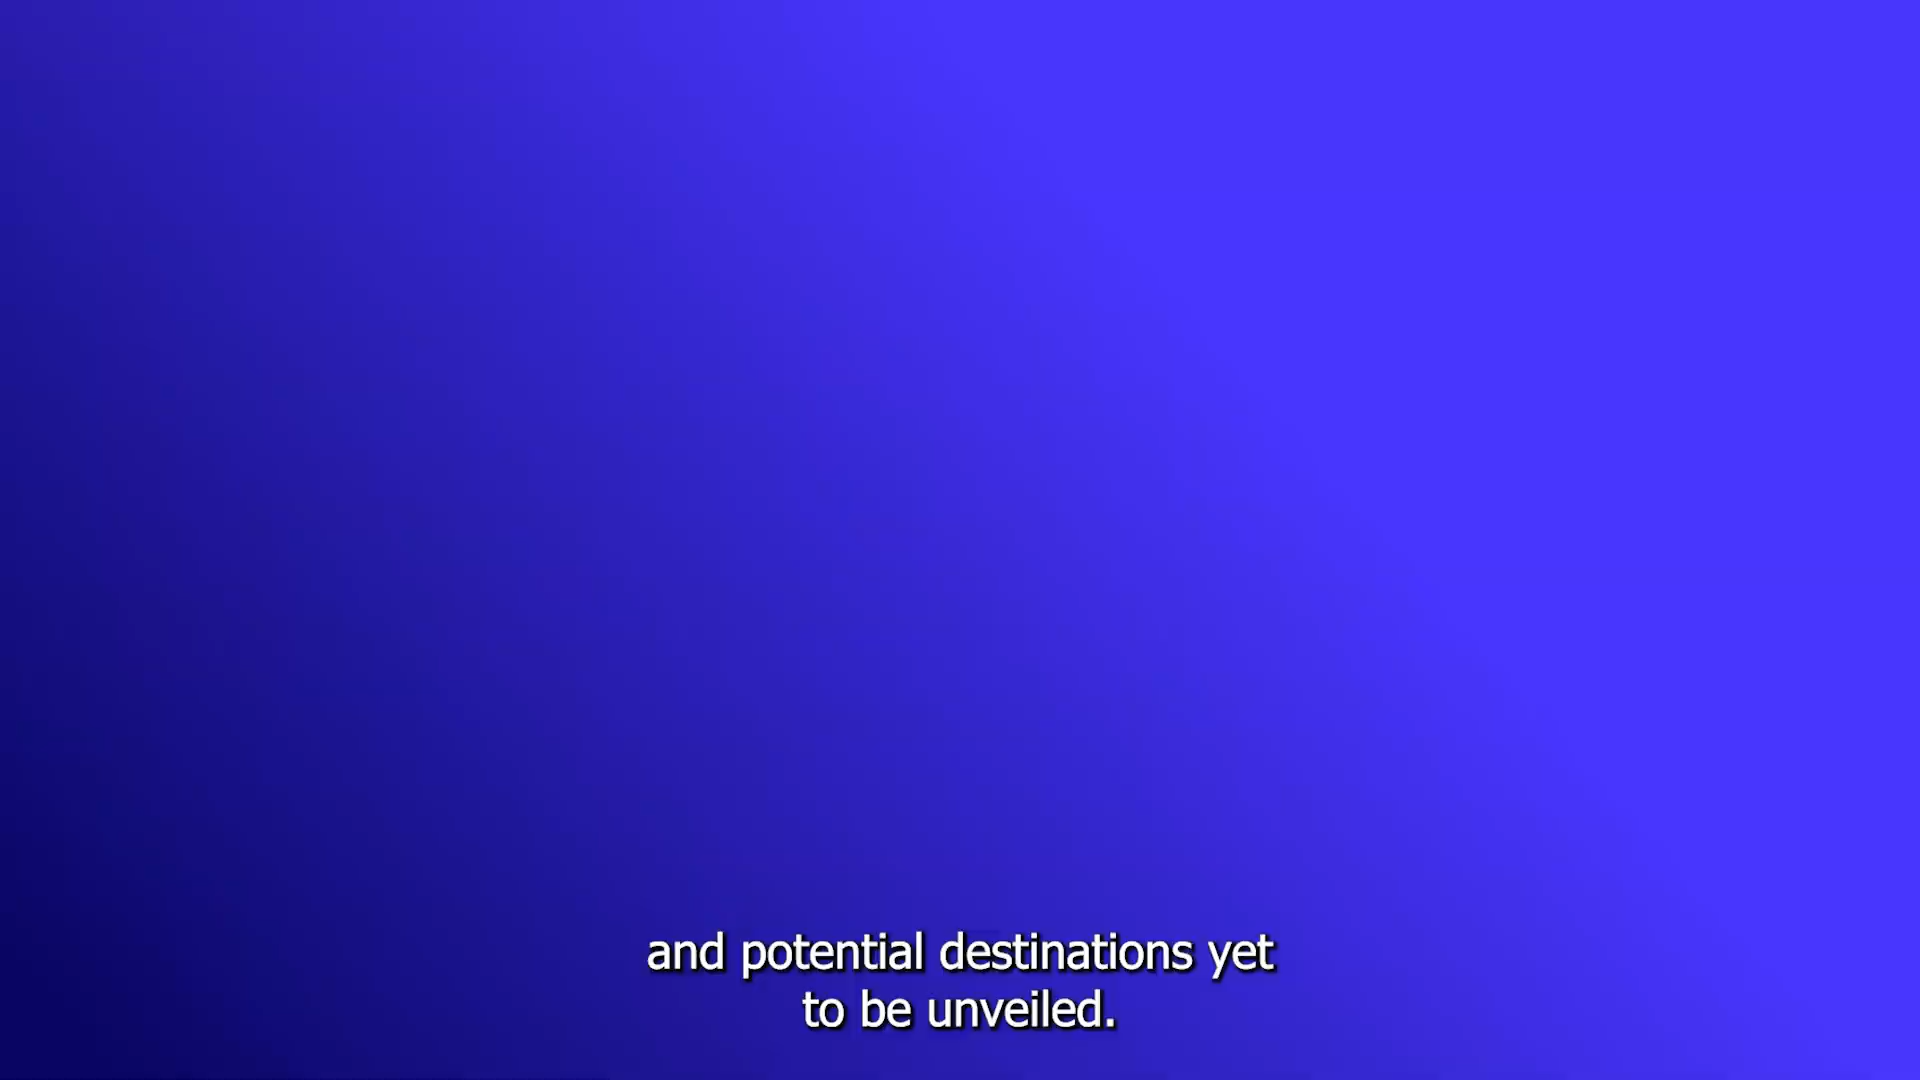 and potential destinations yet
to be unveiled.